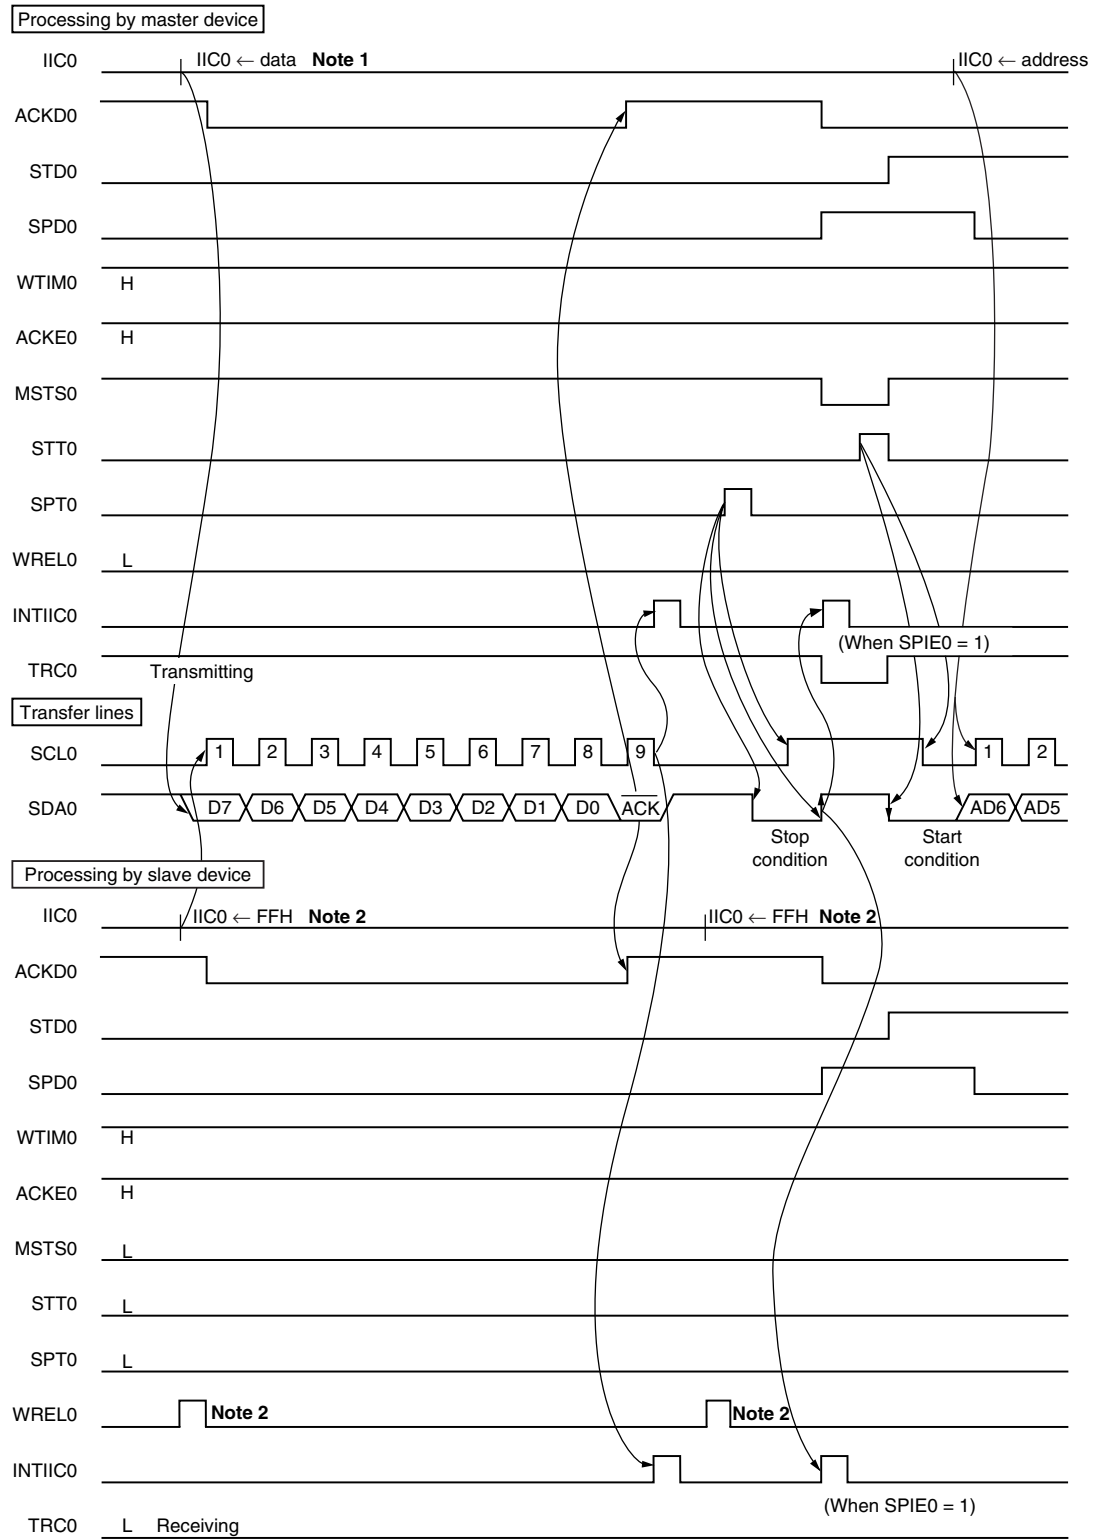 Processing by master device
IIC0 IIC0 ← data Note 1 IIC0 ← address
ACKD0
STD0
SPD0
WTIM0 H
ACKE0 H
MSTS0
STT0
SPT0
WREL0 L
INTIIC0
(When SPIE0 = 1)
TRC0 Transmitting
Transfer lines
SCL0 1 2 3 4 5 6 7 8 9 1 2
SDA0 D7 D6 D5 D4 D3 D2 D1 D0 ACK AD6 AD5
Stop condition Start condition
Processing by slave device
IIC0 IIC0 ← FFH Note 2 IIC0 ← FFH Note 2
ACKD0
STD0
SPD0
WTIM0 H
ACKE0 H
MSTS0 L
STT0 L
SPT0 L
WREL0 Note 2 Note 2
INTIIC0
(When SPIE0 = 1)
TRC0 L Receiving